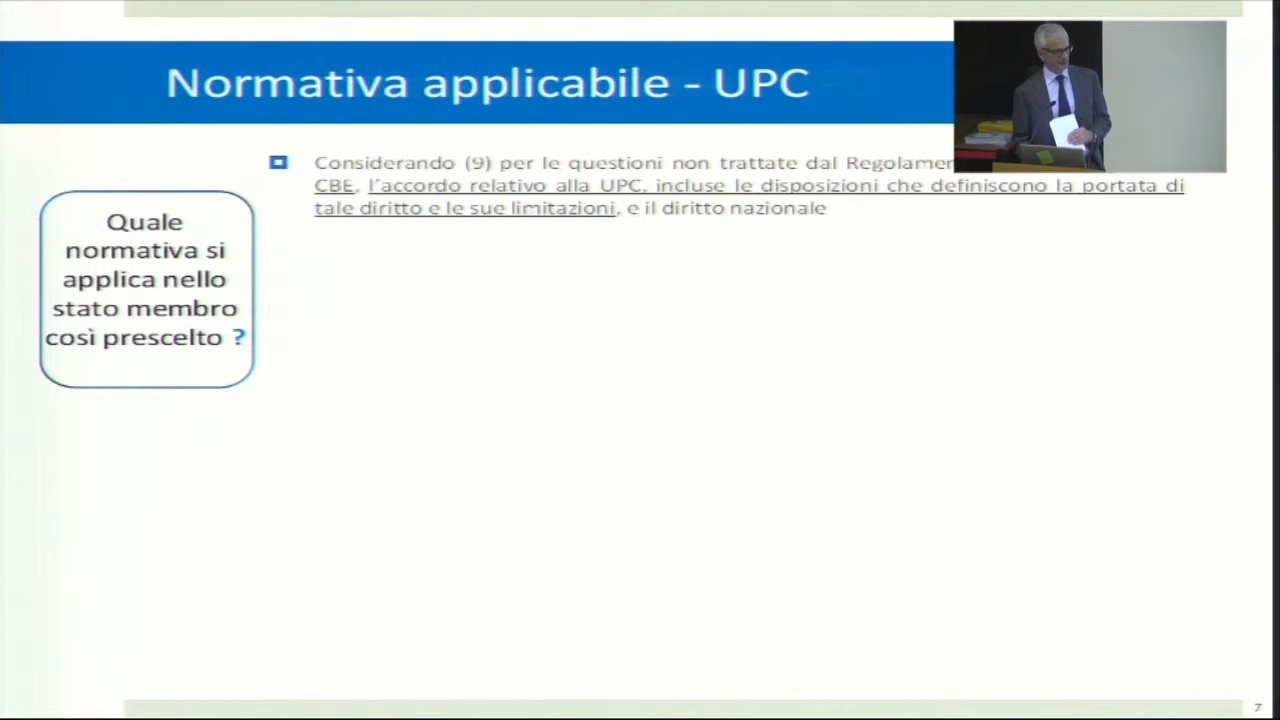 Normativa applicabile - UPC
Considerando (9) per le questioni non trattate dal
CBE, l'accordo relativo alla UPC, incluse le disposizioni che definiscono la portata di
tale diritto e le sue limitazioni, e il diritto nazionale
Quale
normativa si
applica nello
stato membro
così prescelto ?
7